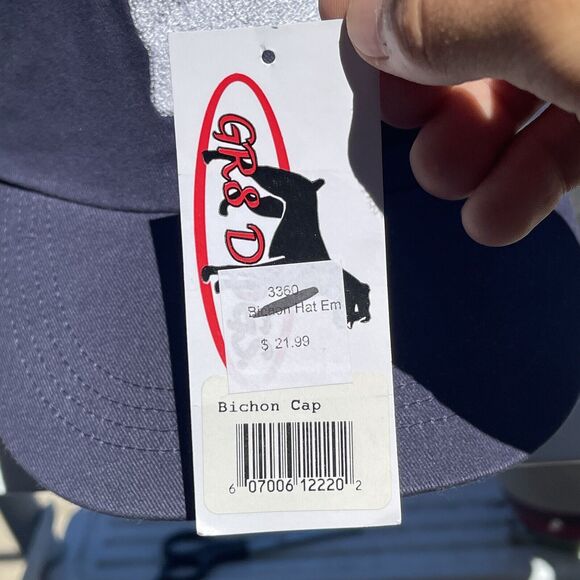 GR8 D
3360
Bichon Hat Em
$ 21.99
Bichon Cap
6 07006 12220 2